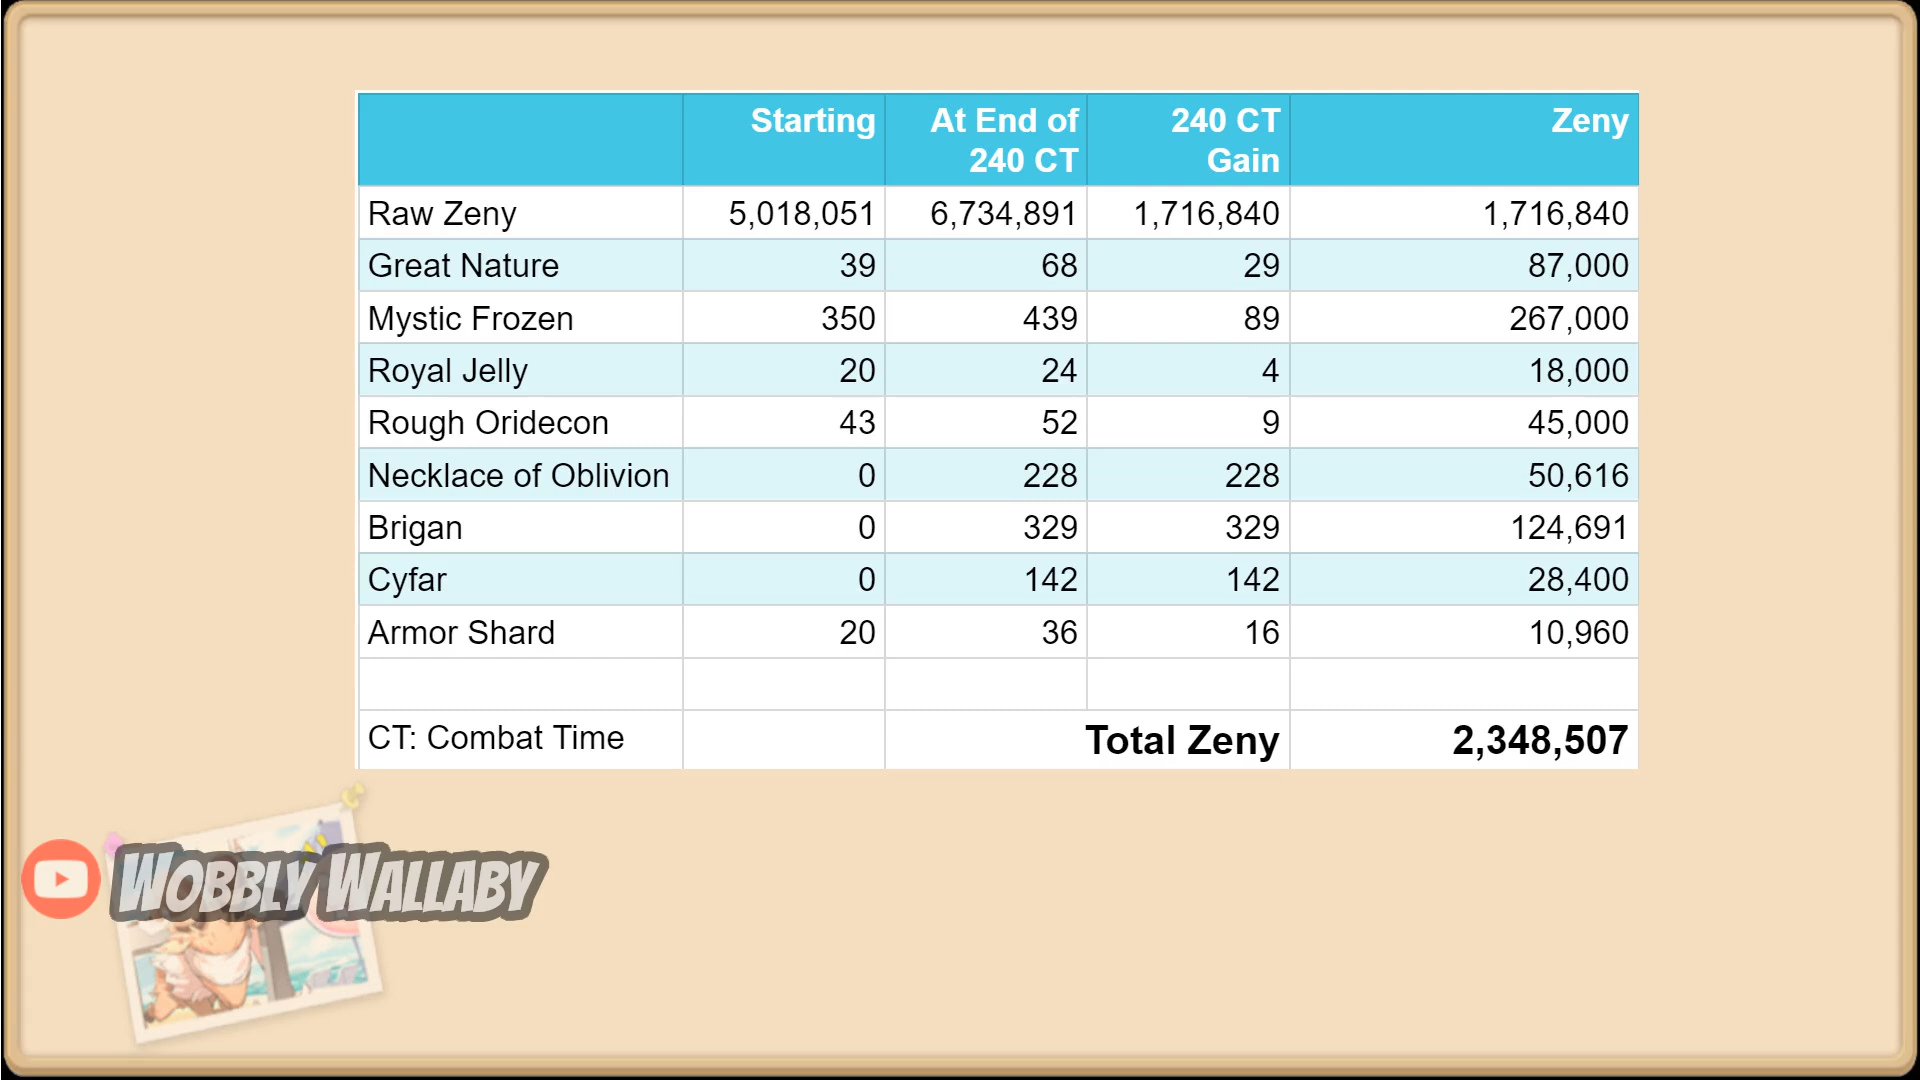 Starting At End of 240 CT 240 CT Gain Zeny
Raw Zeny 5,018,051 6,734,891 1,716,840 1,716,840
Great Nature 39 68 29 87,000
Mystic Frozen 350 439 89 267,000
Royal Jelly 20 24 4 18,000
Rough Oridecon 43 52 9 45,000
Necklace of Oblivion 0 228 228 50,616
Brigan 0 329 329 124,691
Cyfar 0 142 142 28,400
Armor Shard 20 36 16 10,960
CT: Combat Time Total Zeny 2,348,507
WOBBLY WALLABY